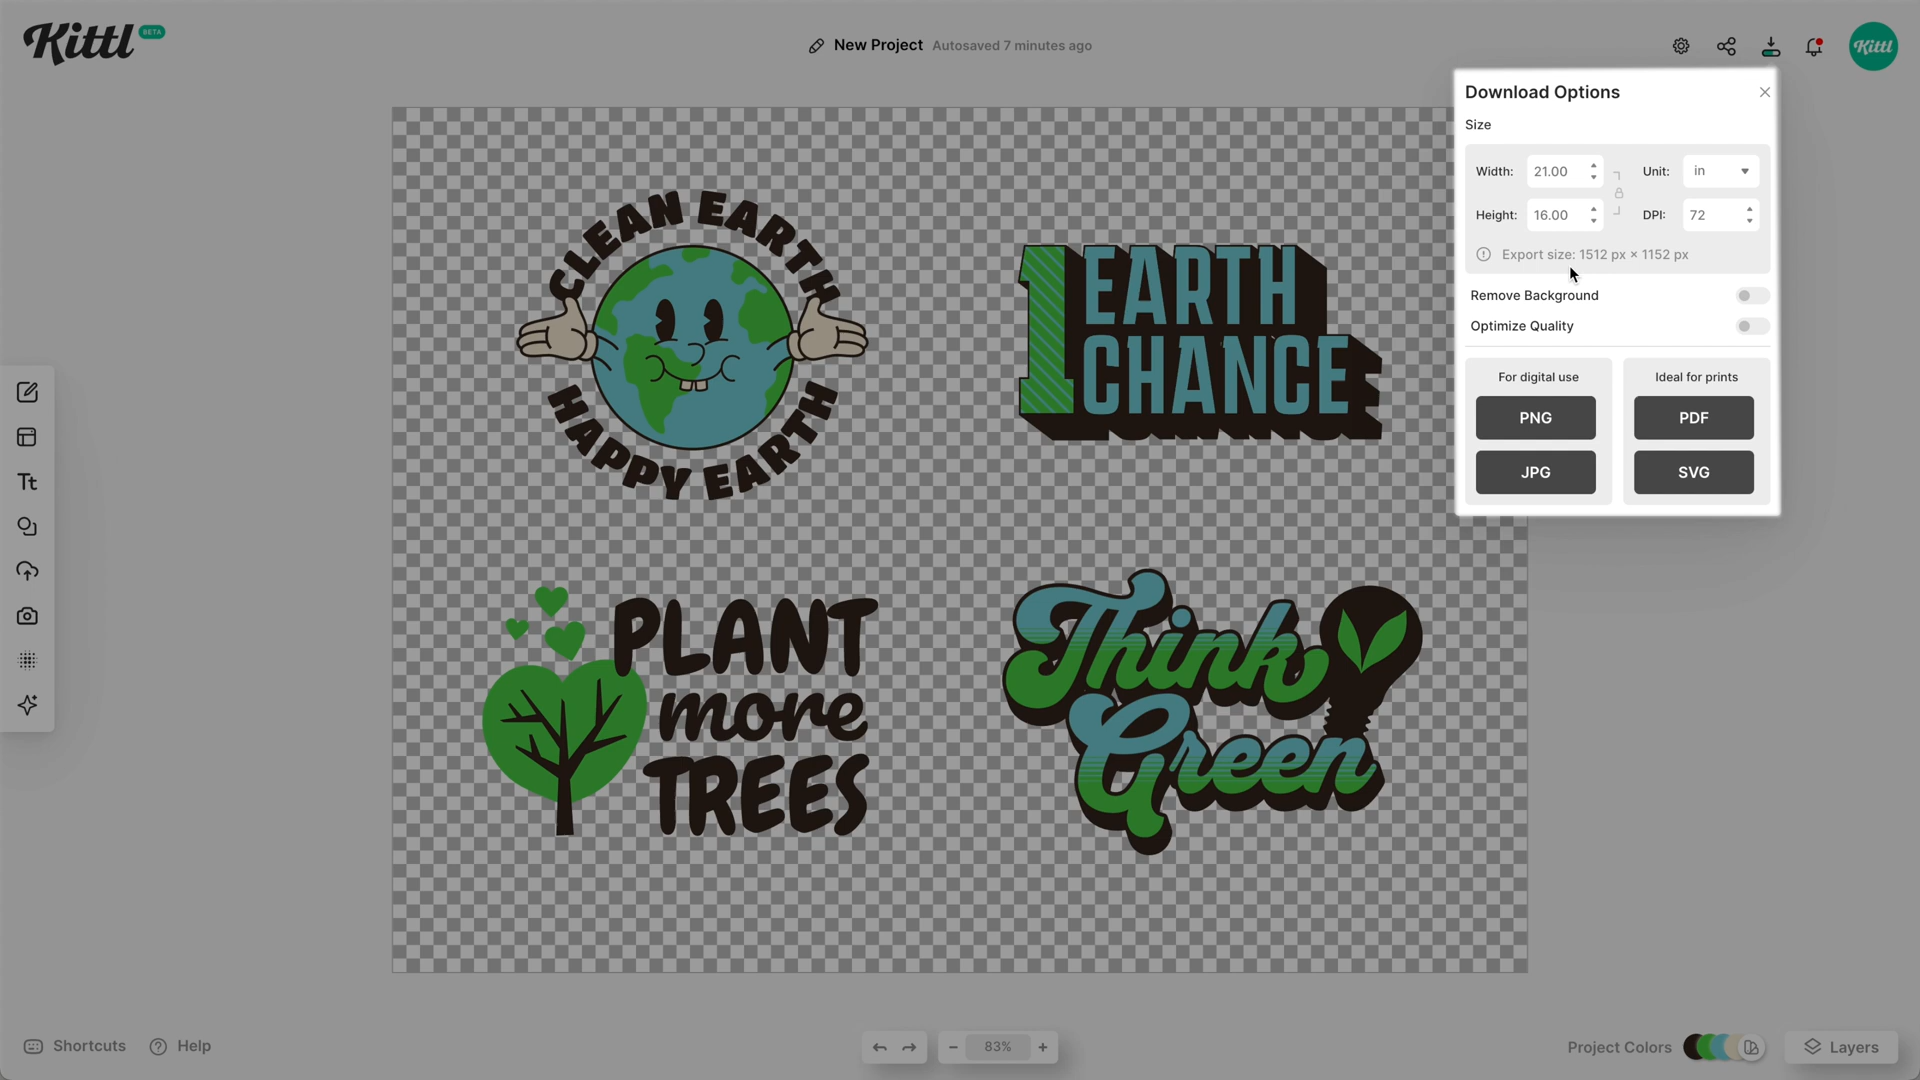 Kittl BETA
New Project Autosaved 7 minutes ago
Kittl
Download Options
Size
Width: 21.00 Unit: in
Height: 16.00 DPI: 72
Export size: 1512 px × 1152 px
Remove Background
Optimize Quality
For digital use Ideal for prints
PNG PDF
JPG SVG
CLEAN EARTH
HAPPY EARTH
1 EARTH
CHANCE
Tt
PLANT
more
TREES
Think
Green
Shortcuts Help 83% Project Colors Layers